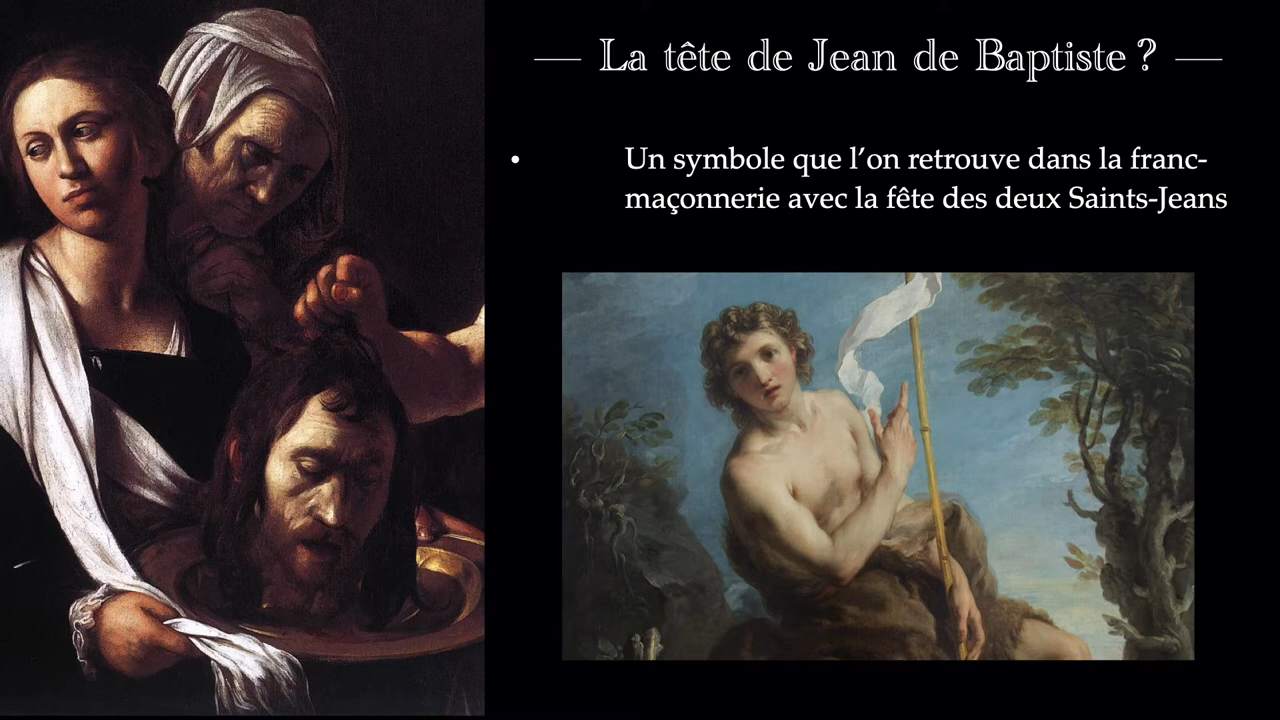 — La tête de Jean de Baptiste ? —
• Un symbole que l’on retrouve dans la franc-
maçonnerie avec la fête des deux Saints-Jeans